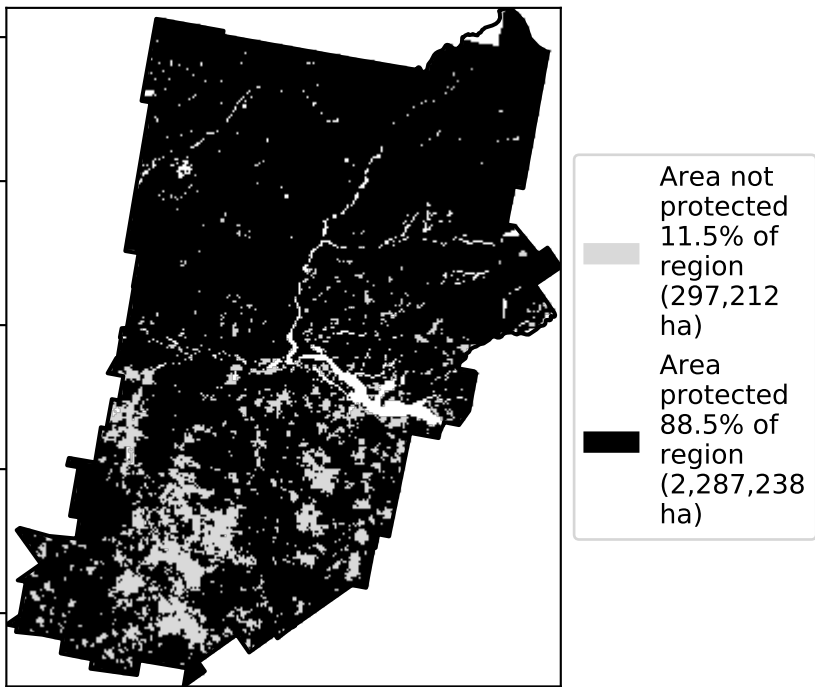 Area not
protected
11.5% of
region
(297,212
ha)
Area
protected
88.5% of
region
(2,287,238
ha)